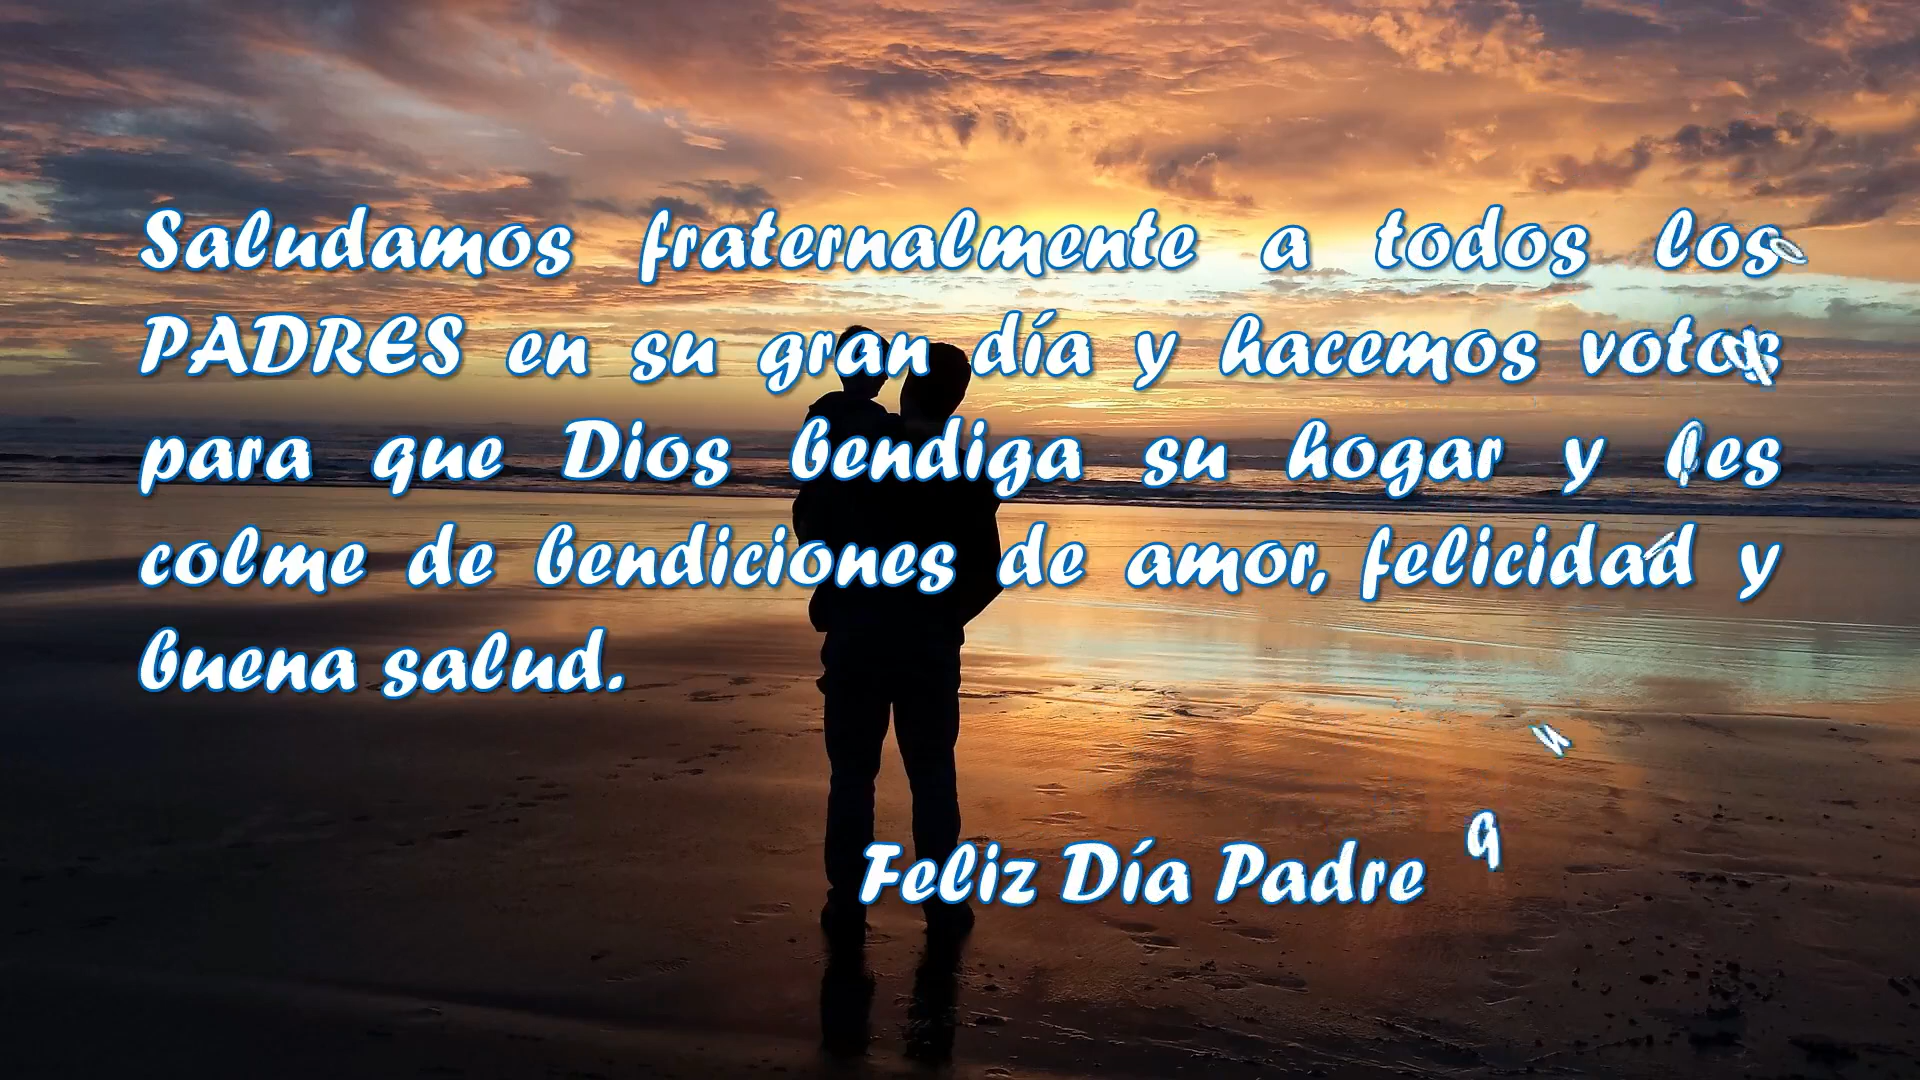 Saludamos fraternalmente a todos los
PADRES en su gran día y hacemos votos
para que Dios bendiga su hogar y les
colme de bendiciones de amor, felicidad y
buena salud.
Feliz Día Padre